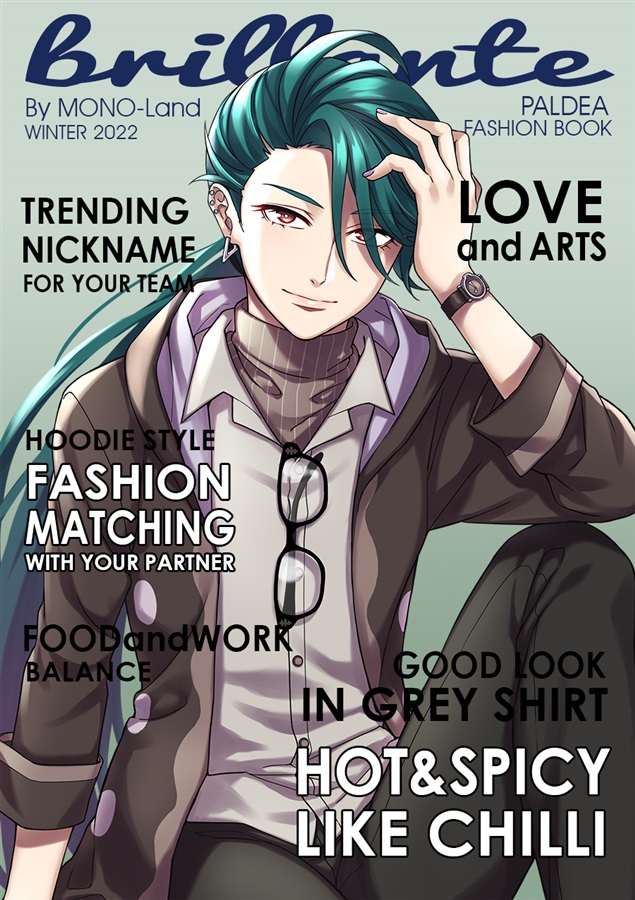 brillante
By MONO-Land
WINTER 2022
PALDEA
FASHION BOOK
TRENDING
NICKNAME
FOR YOUR TEAM
LOVE
and ARTS
HOODIE STYLE
FASHION
MATCHING
WITH YOUR PARTNER
FOODandWORK
BALANCE
GOOD LOOK
IN GREY SHIRT
HOT&SPICY
LIKE CHILLI